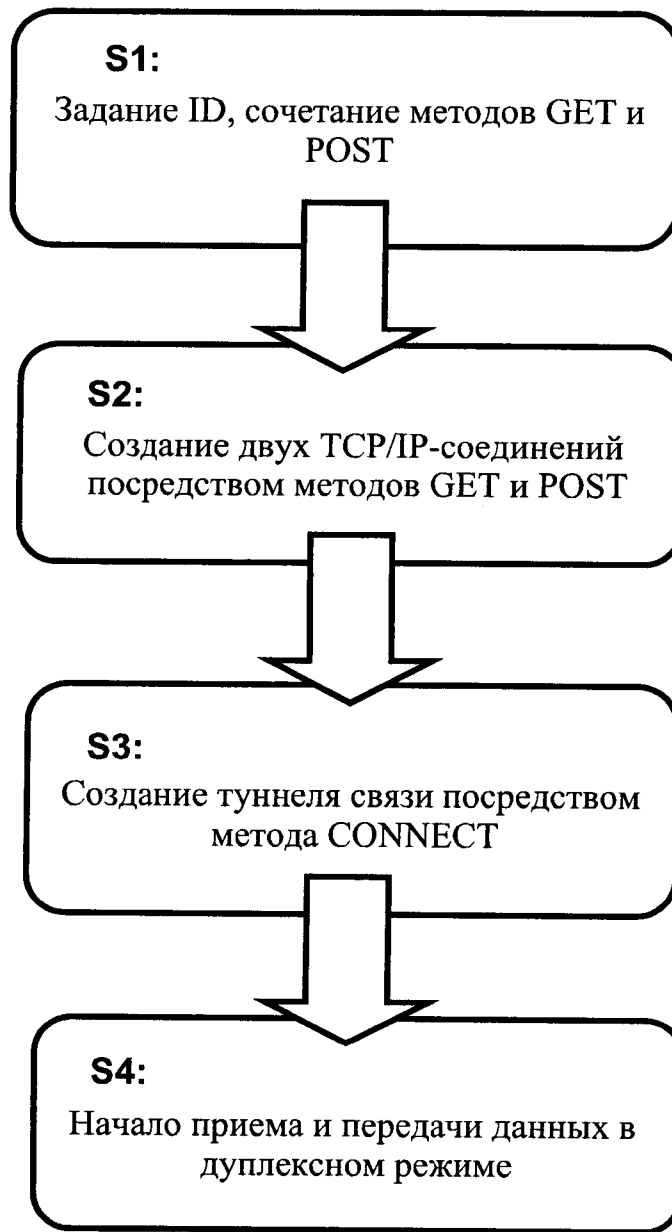 S1:
Задание ID, сочетание методов GET и
POST
S2:
Создание двух TCP/IP-соединений
посредством методов GET и POST
S3:
Создание туннеля связи посредством
метода CONNECT
S4:
Начало приема и передачи данных в
дуплексном режиме